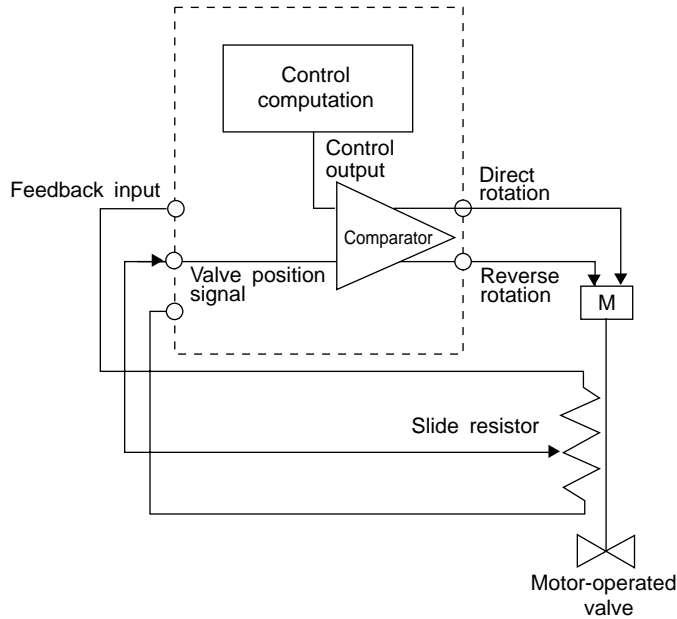 Control
computation
Control
output
Direct
rotation
Feedback input
Comparator
Valve position
signal
Reverse
rotation
M
Slide resistor
Motor-operated
valve